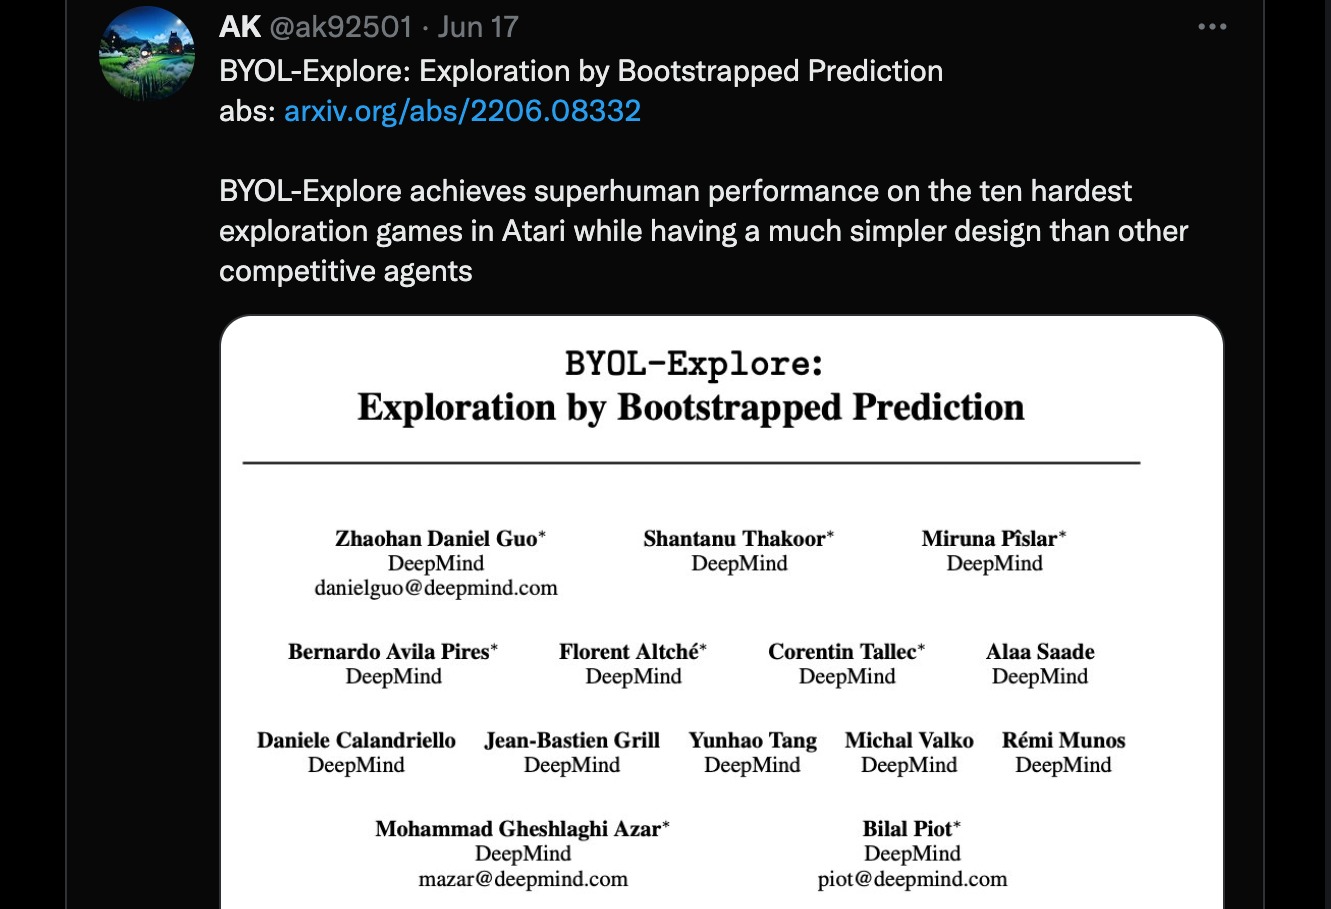 AK @ak92501 · Jun 17
BYOL-Explore: Exploration by Bootstrapped Prediction
abs: arxiv.org/abs/2206.08332
BYOL-Explore achieves superhuman performance on the ten hardest
exploration games in Atari while having a much simpler design than other
competitive agents
BYOL-Explore:
Exploration by Bootstrapped Prediction
Zhaohan Daniel Guo* Shantanu Thakoor* Miruna Pîslar*
DeepMind DeepMind DeepMind
danielguo@deepmind.com
Bernardo Avila Pires* Florent Altché* Corentin Tallec* Alaa Saade
DeepMind DeepMind DeepMind DeepMind
Daniele Calandriello Jean-Bastien Grill Yunhao Tang Michal Valko Rémi Munos
DeepMind DeepMind DeepMind DeepMind DeepMind
Mohammad Gheshlaghi Azar* Bilal Piot*
DeepMind DeepMind
mazar@deepmind.com piot@deepmind.com